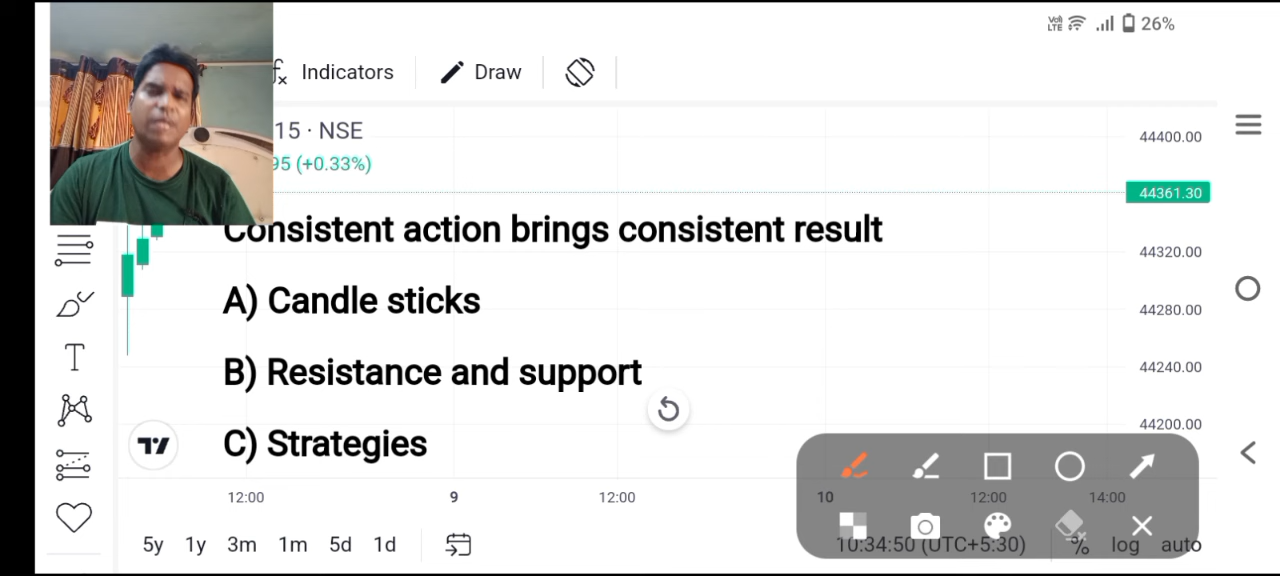 Vo) LTE 26%
Indicators Draw
15 · NSE
95 (+0.33%)
44400.00
44361.30
Consistent action brings consistent result
44320.00
A) Candle sticks
44280.00
B) Resistance and support
44240.00
44200.00
C) Strategies
12:00 9 12:00 10 12:00 14:00
5y 1y 3m 1m 5d 1d 10:34:50 (UTC+5:30) % log auto